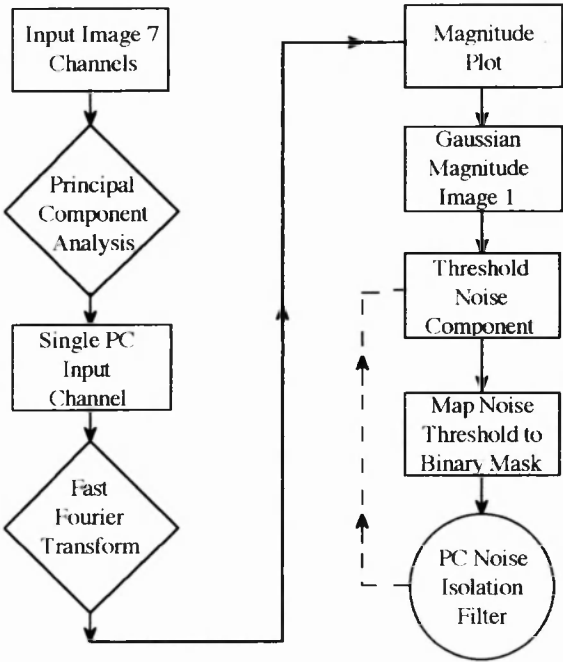 Input Image 7
Channels
Principal
Component
Analysis
Single PC
Input
Channel
Fast
Fourier
Transform
Magnitude
Plot
Gaussian
Magnitude
Image 1
Threshold
Noise
Component
Map Noise
Threshold to
Binary Mask
PC Noise
Isolation
Filter